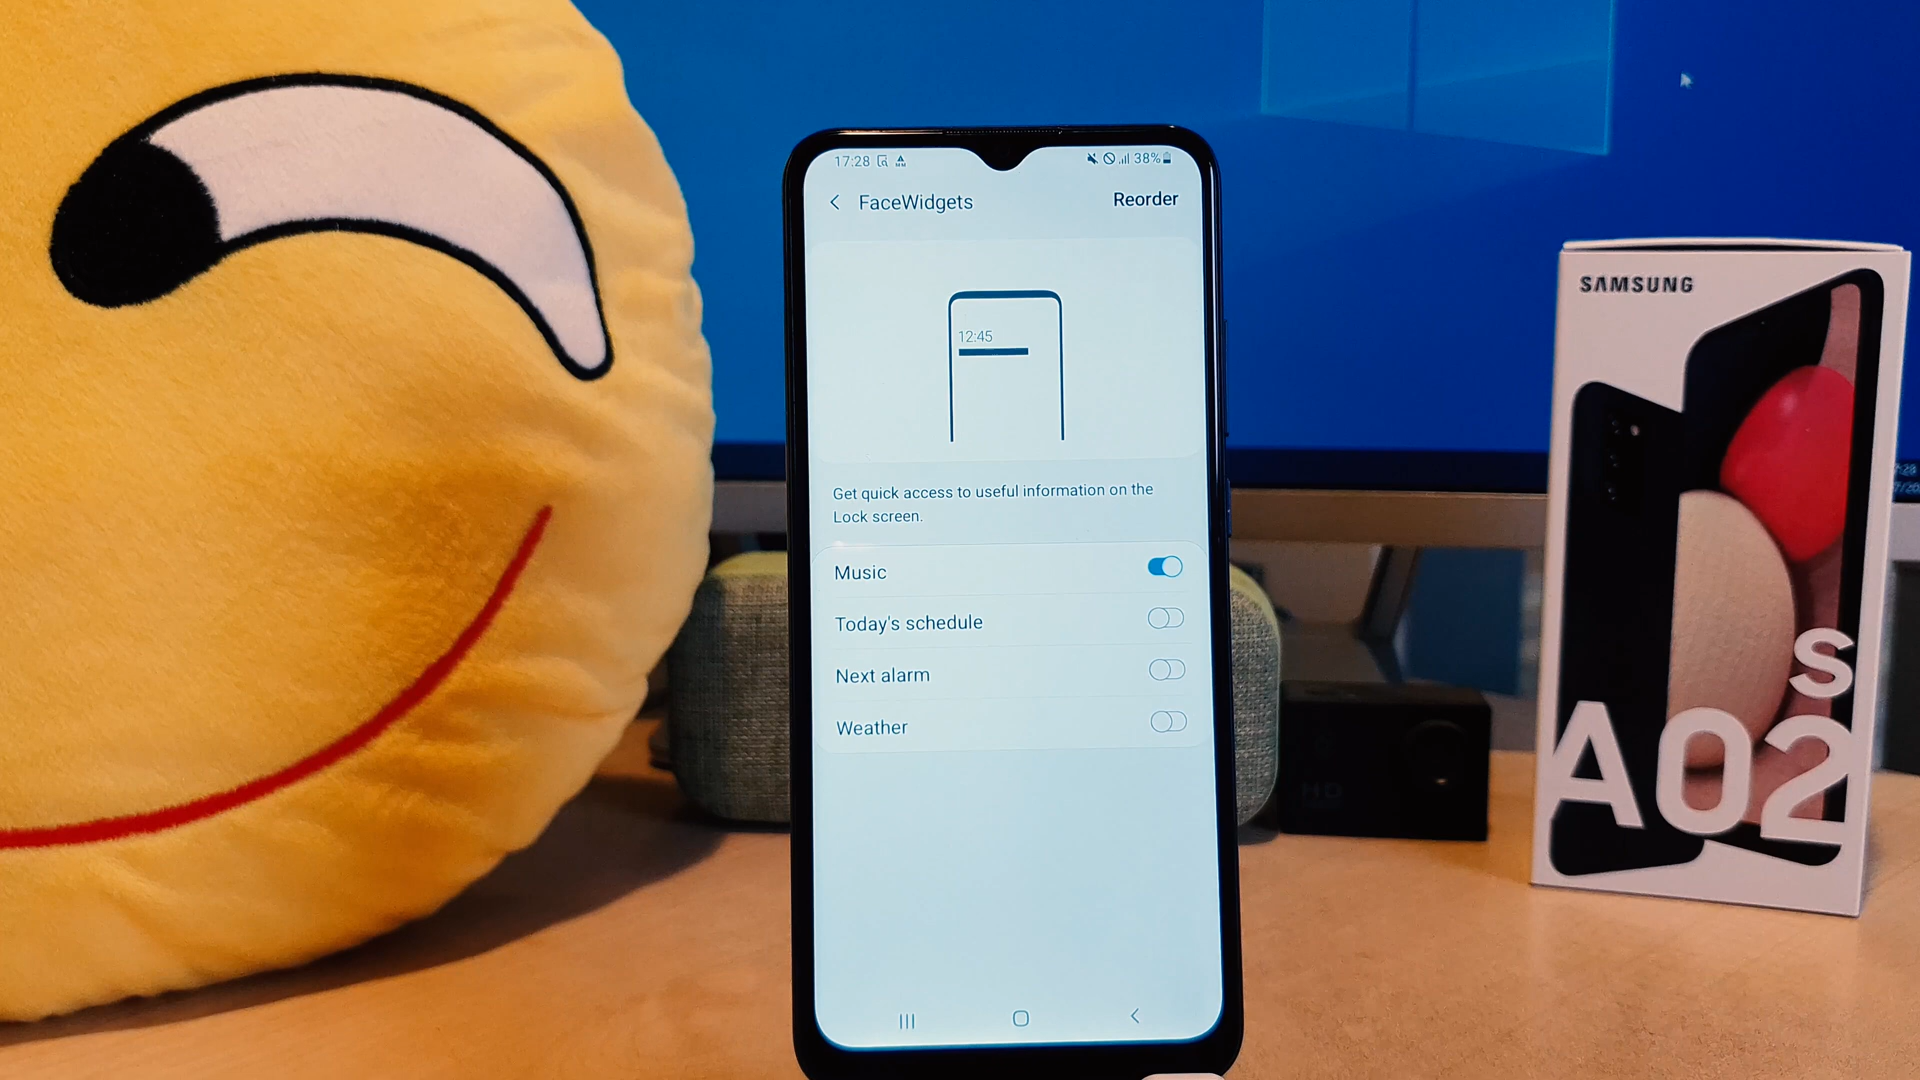 17:28
38%
FaceWidgets
Reorder
12:45
Get quick access to useful information on the
Lock screen.
Music
Today's schedule
Next alarm
Weather
SAMSUNG
A02
s
HD